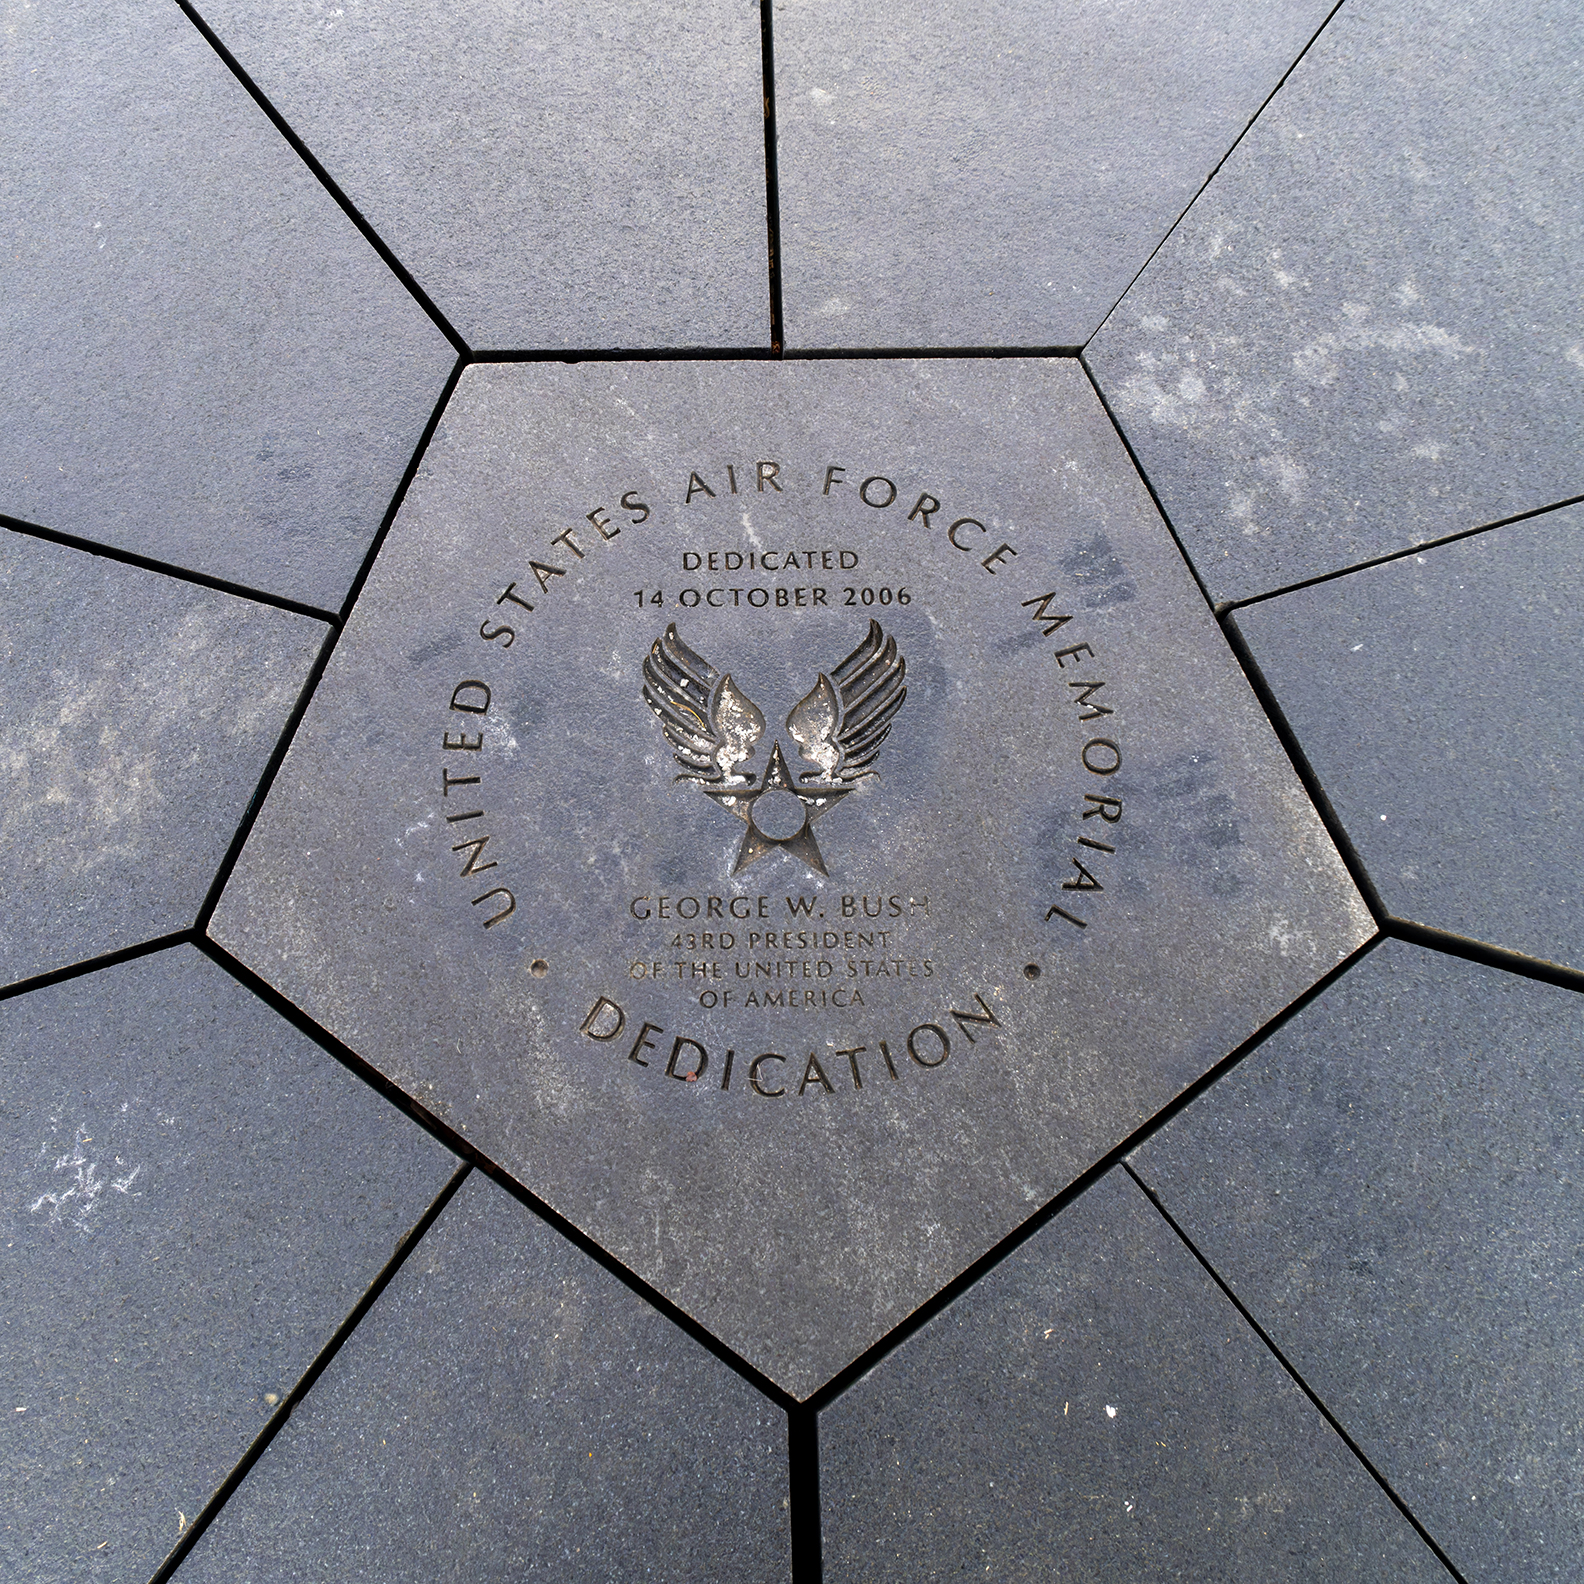 UNITED STATES AIR FORCE MEMORIAL
DEDICATED
14 OCTOBER 2006
GEORGE W. BUSH
43RD PRESIDENT
OF THE UNITED STATES
OF AMERICA
DEDICATION